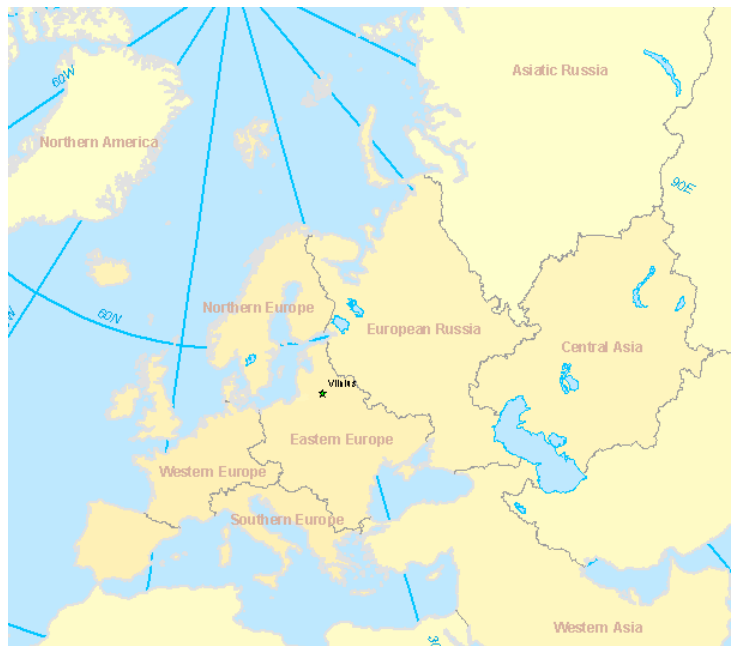 60W
Asiatic Russia
Northern America
90E
Northern Europe
60N
W
European Russia
Central Asia
Vilnius
Eastern Europe
Western Europe
Southern Europe
Western Asia
30